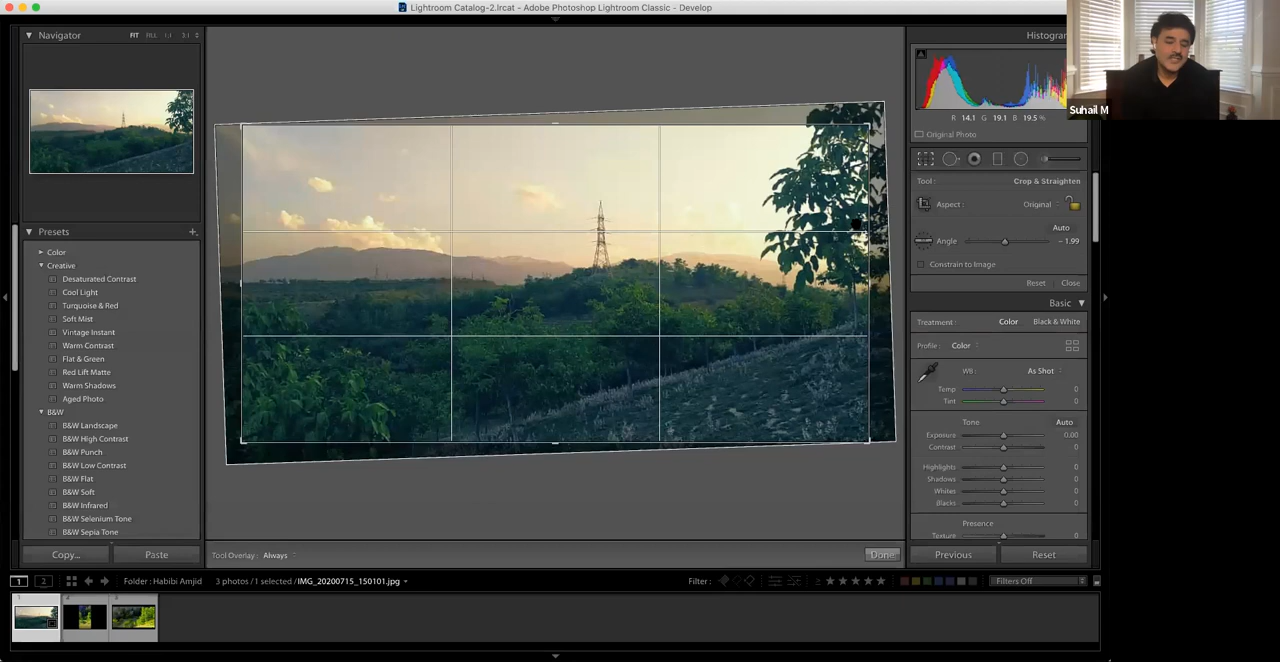 Lightroom Catalog-2.lrcat - Adobe Photoshop Lightroom Classic - Develop
Navigator
FIT
FILL
1:1
3:1
Presets
+
Color
Creative
Desaturated Contrast
Cool Light
Turquoise & Red
Soft Mist
Vintage Instant
Warm Contrast
Flat & Green
Red Lift Matte
Warm Shadows
Aged Photo
B&W
B&W Landscape
B&W High Contrast
B&W Punch
B&W Low Contrast
B&W Flat
B&W Soft
B&W Infrared
B&W Selenium Tone
B&W Sepia Tone
Copy...
Paste
Tool Overlay: Always
Done
Histogram
Suhail M
R 14.1 G 19.1 B 19.5 %
Original Photo
Tool: Crop & Straighten
Aspect: Original
Auto
Angle - 1.99
Constrain to Image
Reset Close
Basic
Treatment: Color Black & White
Profile: Color
WB: As Shot
Temp 0
Tint 0
Tone Auto
Exposure 0.00
Contrast 0
Highlights 0
Shadows 0
Whites 0
Blacks 0
Presence
Texture 0
Previous
Reset
1 2 Folder: Habibi Amjid 3 photos / 1 selected / IMG_20200715_150101.jpg Filter: Filters Off